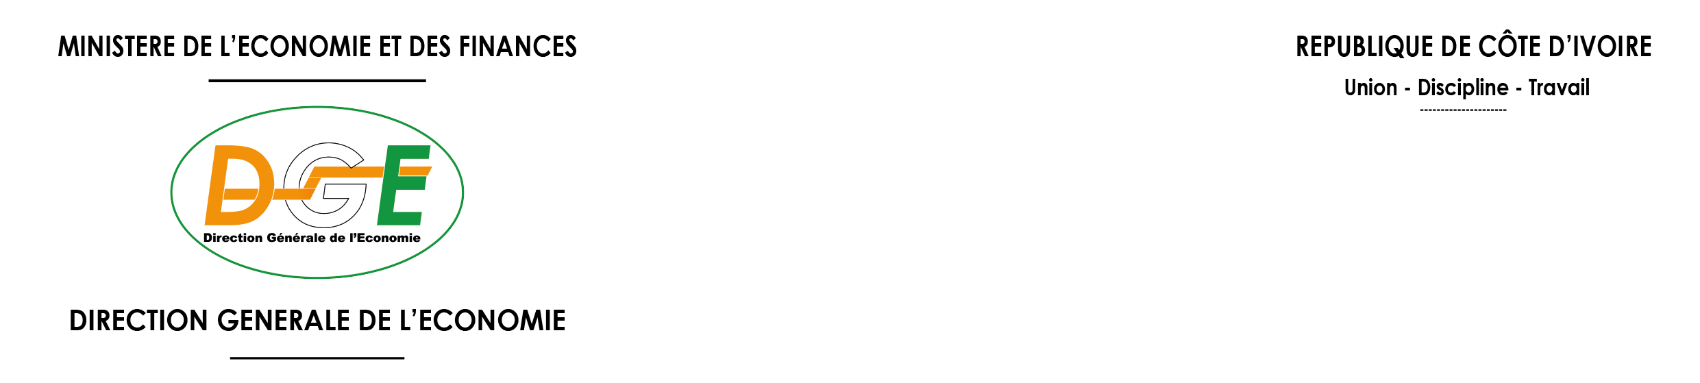 MINISTERE DE L’ECONOMIE ET DES FINANCES
REPUBLIQUE DE CÔTE D’IVOIRE
Union - Discipline - Travail
DGE
Direction Générale de l’Economie
DIRECTION GENERALE DE L’ECONOMIE